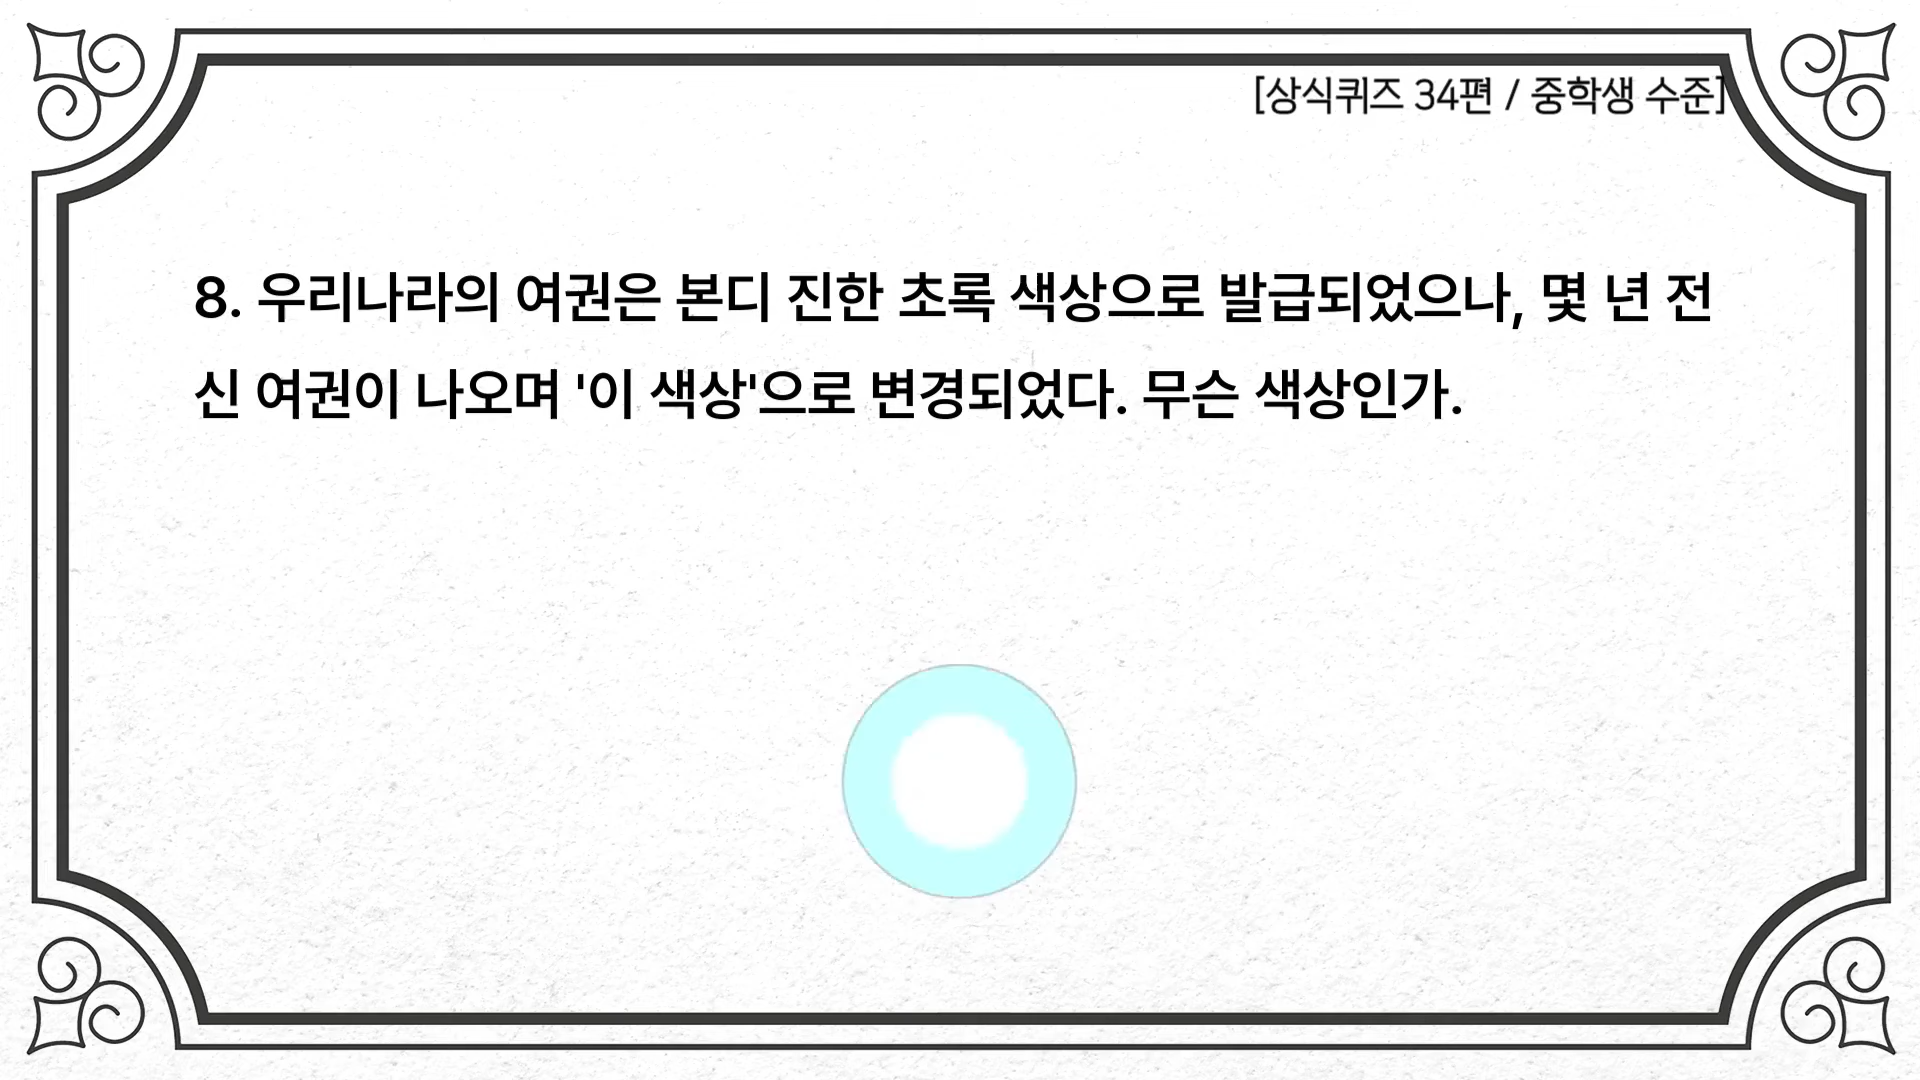 [상식퀴즈 34편 / 중학생 수준]
8. 우리나라의 여권은 본디 진한 초록 색상으로 발급되었으나, 몇 년 전
신 여권이 나오며 '이 색상'으로 변경되었다. 무슨 색상인가.